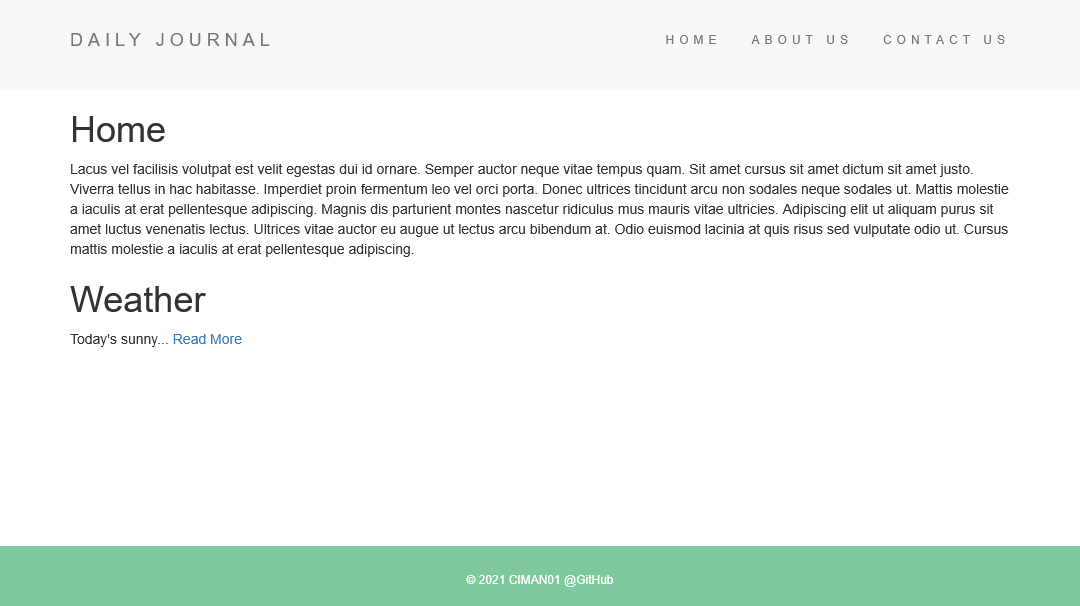 DAILY JOURNAL
HOME ABOUT US CONTACT US
Home
Lacus vel facilisis volutpat est velit egestas dui id ornare. Semper auctor neque vitae tempus quam. Sit amet cursus sit amet dictum sit amet justo.
Viverra tellus in hac habitasse. Imperdiet proin fermentum leo vel orci porta. Donec ultrices tincidunt arcu non sodales neque sodales ut. Mattis molestie
a iaculis at erat pellentesque adipiscing. Magnis dis parturient montes nascetur ridiculus mus mauris vitae ultricies. Adipiscing elit ut aliquam purus sit
amet luctus venenatis lectus. Ultrices vitae auctor eu augue ut lectus arcu bibendum at. Odio euismod lacinia at quis risus sed vulputate odio ut. Cursus
mattis molestie a iaculis at erat pellentesque adipiscing.
Weather
Today's sunny... Read More
© 2021 CIMAN01 @GitHub